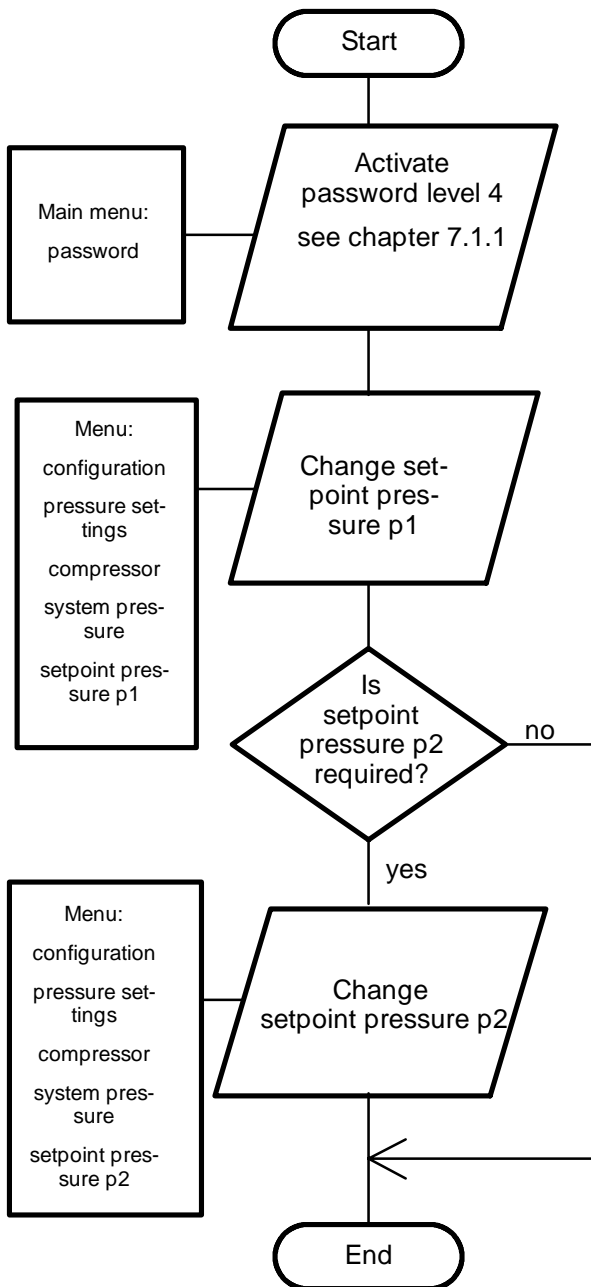 Start
Activate
password level 4
see chapter 7.1.1
Main menu:
password
Change set-
point pres-
sure p1
Menu:
configuration
pressure set-
tings
compressor
system pres-
sure
setpoint pres-
sure p1
Is
setpoint
pressure p2
required?
no
yes
Change
setpoint pressure p2
Menu:
configuration
pressure set-
tings
compressor
system pres-
sure
setpoint pres-
sure p2
End